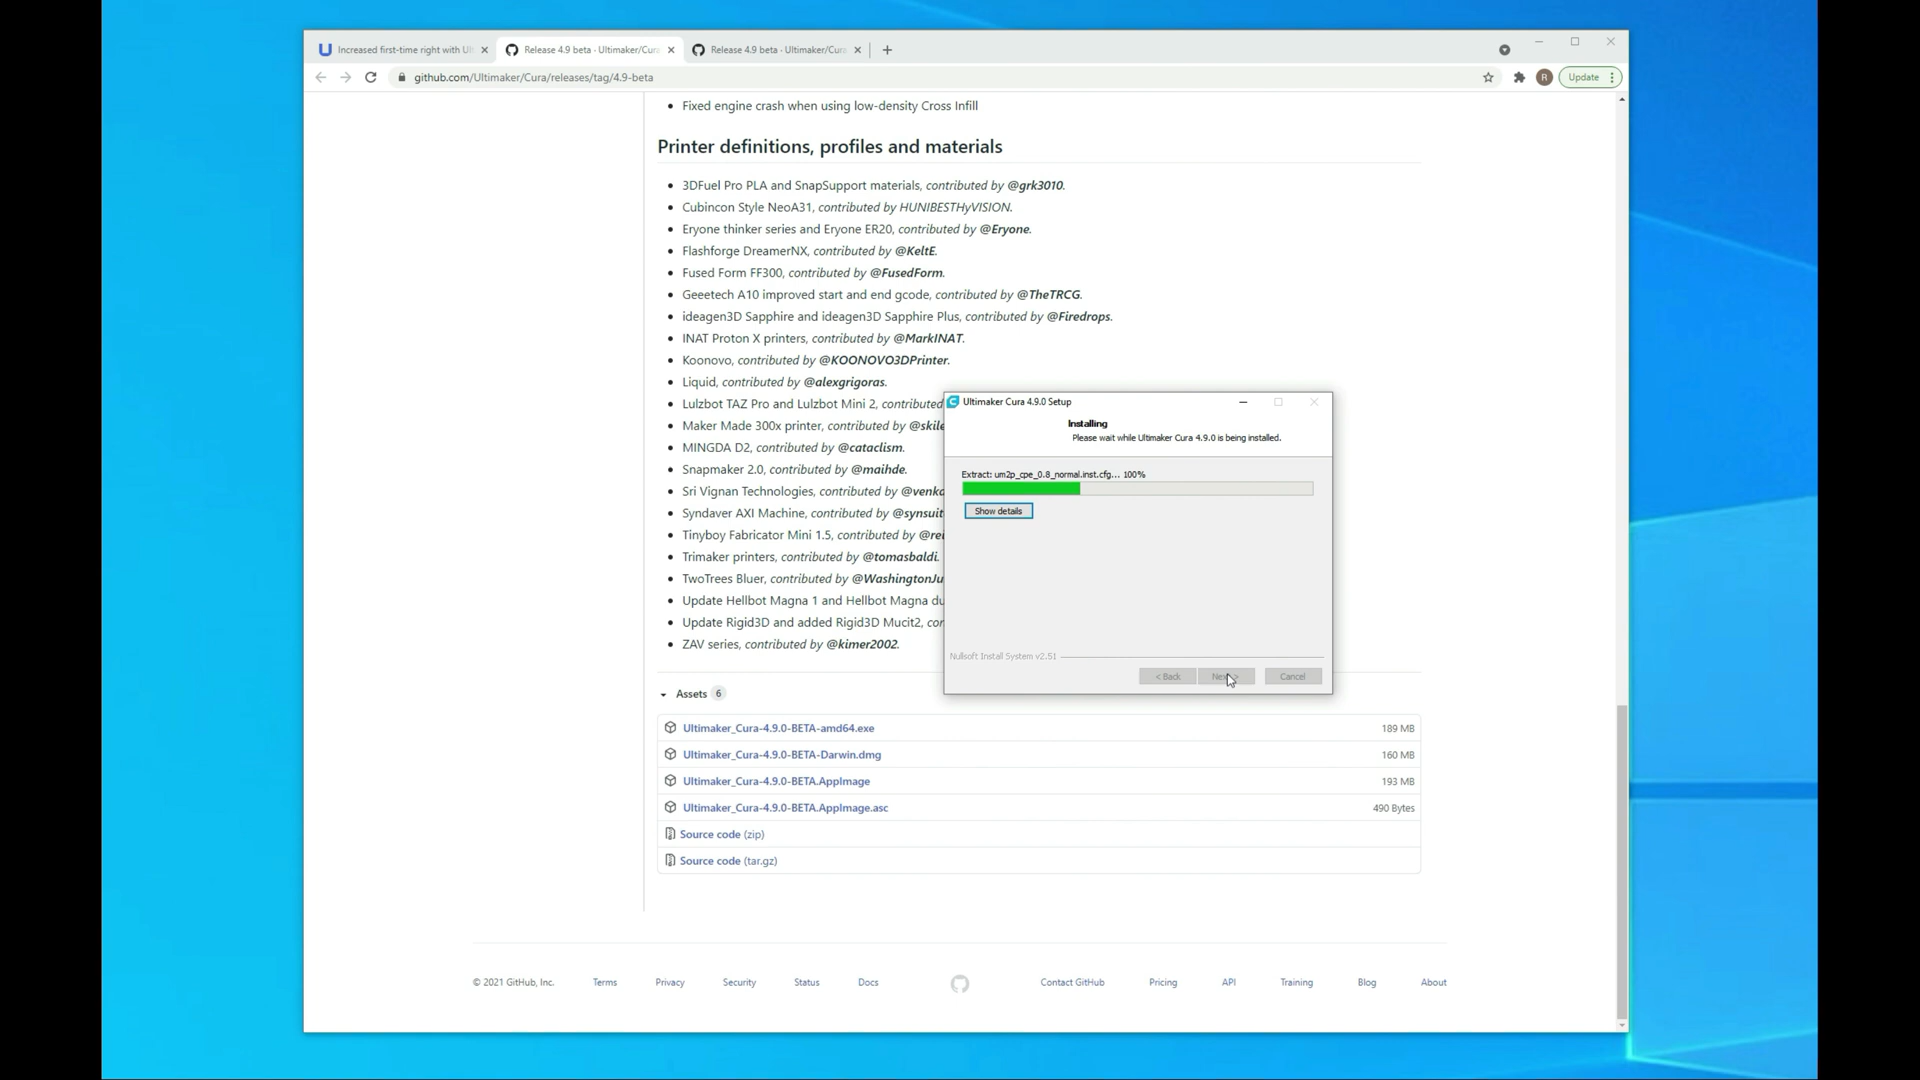 Increased first-time right with Ul
Release 4.9 beta · Ultimaker/Cura
Release 4.9 beta · Ultimaker/Cura
github.com/Ultimaker/Cura/releases/tag/4.9-beta
R
Update
Fixed engine crash when using low-density Cross Infill
Printer definitions, profiles and materials
3DFuel Pro PLA and SnapSupport materials, contributed by @grk3010.
Cubincon Style NeoA31, contributed by HUNIBESTHyVISION.
Eryone thinker series and Eryone ER20, contributed by @Eryone.
Flashforge DreamerNX, contributed by @KeltE.
Fused Form FF300, contributed by @FusedForm.
Geeetech A10 improved start and end gcode, contributed by @TheTRCG.
ideagen3D Sapphire and ideagen3D Sapphire Plus, contributed by @Firedrops.
INAT Proton X printers, contributed by @MarkINAT.
Koonovo, contributed by @KOONOVO3DPrinter.
Liquid, contributed by @alexgrigoras.
Lulzbot TAZ Pro and Lulzbot Mini 2, contributed
Maker Made 300x printer, contributed by @skile
MINGDA D2, contributed by @cataclism.
Snapmaker 2.0, contributed by @maihde.
Sri Vignan Technologies, contributed by @venka
Syndaver AXI Machine, contributed by @synsuit
Tinyboy Fabricator Mini 1.5, contributed by @rei
Trimaker printers, contributed by @tomasbaldi.
TwoTrees Bluer, contributed by @WashingtonJu
Update Hellbot Magna 1 and Hellbot Magna du
Update Rigid3D and added Rigid3D Mucit2, con
ZAV series, contributed by @kimer2002.
Ultimaker Cura 4.9.0 Setup
Installing
Please wait while Ultimaker Cura 4.9.0 is being installed.
Extract: um2p_cpe_0.8_normal.inst.cfg... 100%
Show details
Nullsoft Install System v2.51
< Back
Next >
Cancel
Assets 6
Ultimaker_Cura-4.9.0-BETA-amd64.exe 189 MB
Ultimaker_Cura-4.9.0-BETA-Darwin.dmg 160 MB
Ultimaker_Cura-4.9.0-BETA.AppImage 193 MB
Ultimaker_Cura-4.9.0-BETA.AppImage.asc 490 Bytes
Source code (zip)
Source code (tar.gz)
© 2021 GitHub, Inc. Terms Privacy Security Status Docs Contact GitHub Pricing API Training Blog About